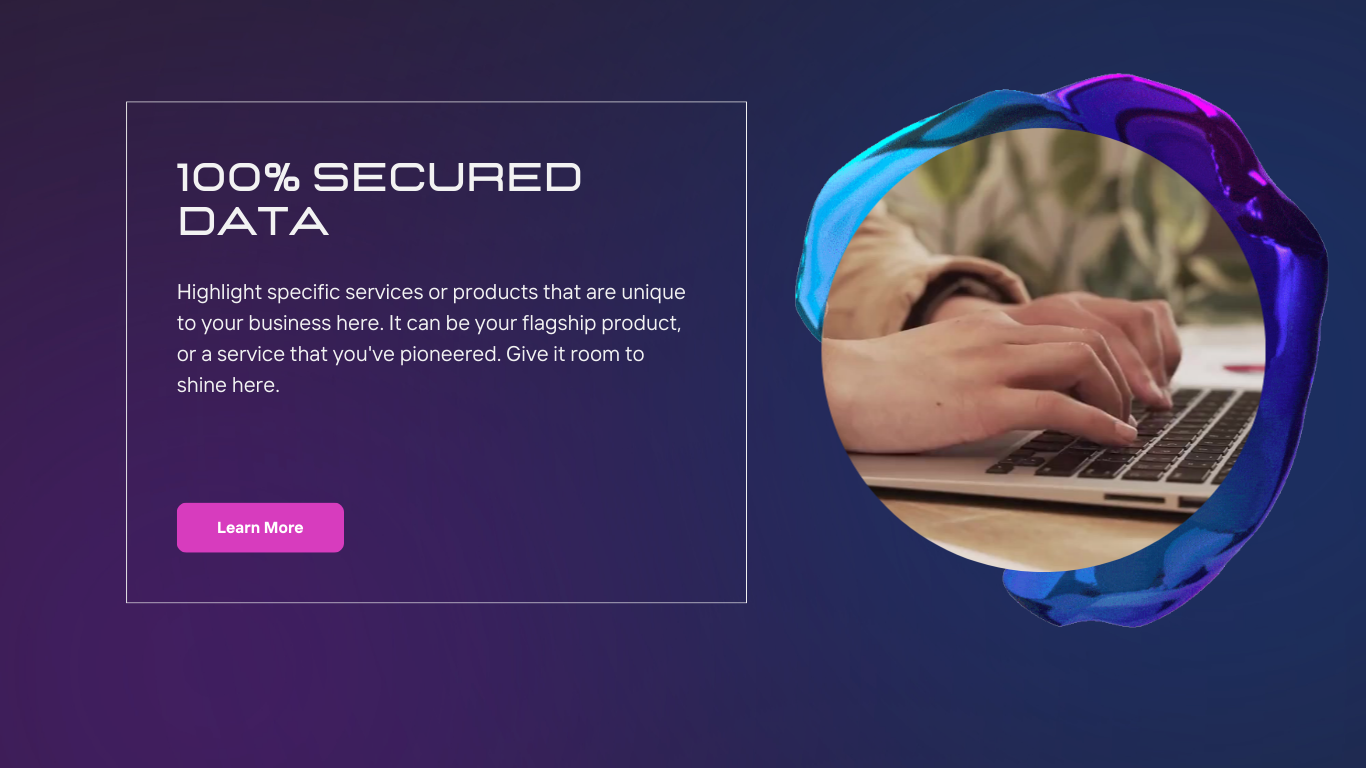 100% SECURED
DATA
Highlight specific services or products that are unique
to your business here. It can be your flagship product,
or a service that you've pioneered. Give it room to
shine here.
Learn More